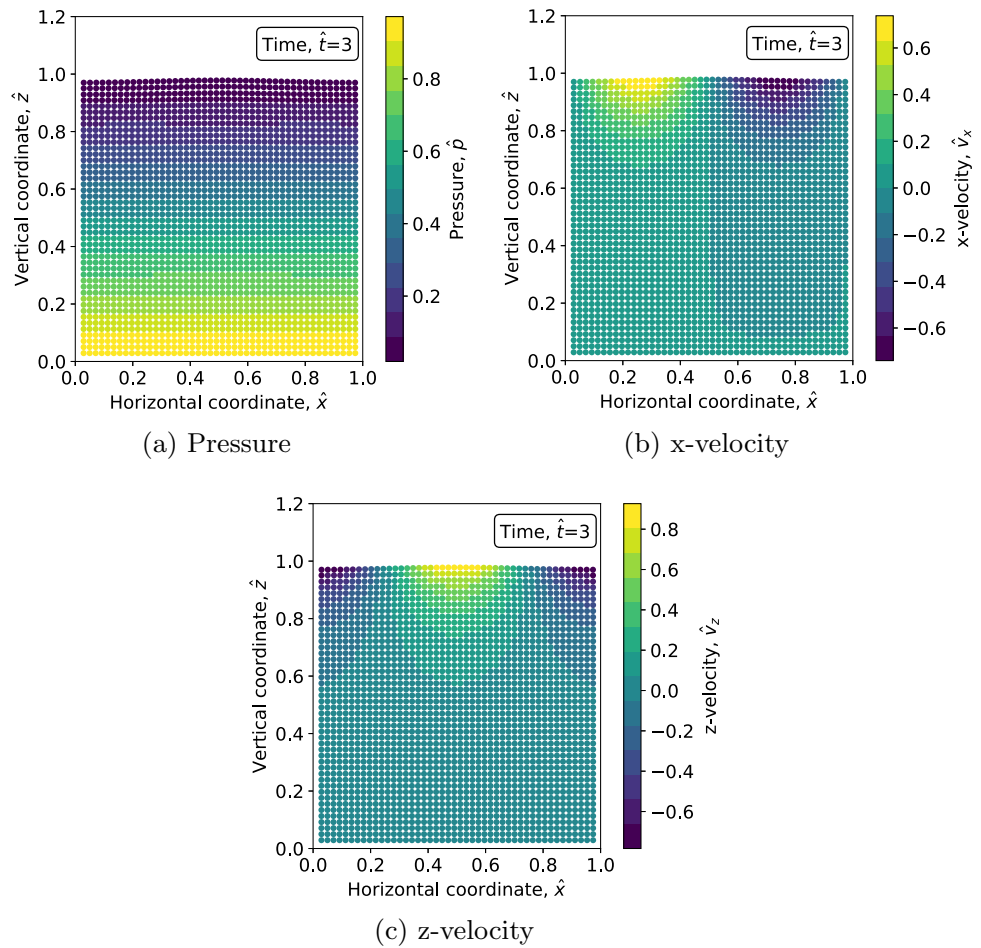 1.2
1.0
0.8
0.6
0.4
0.2
0.0
0.0 0.2 0.4 0.6 0.8 1.0
Vertical coordinate, ẑ
Horizontal coordinate, x̂
Time, t̂=3
0.8
0.6
0.4
0.2
Pressure, p̂
(a) Pressure
1.2
1.0
0.8
0.6
0.4
0.2
0.0
0.0 0.2 0.4 0.6 0.8 1.0
Vertical coordinate, ẑ
Horizontal coordinate, x̂
Time, t̂=3
0.6
0.4
0.2
0.0
−0.2
−0.4
−0.6
x-velocity, v̂ₓ
(b) x-velocity
1.2
1.0
0.8
0.6
0.4
0.2
0.0
0.0 0.2 0.4 0.6 0.8 1.0
Vertical coordinate, ẑ
Horizontal coordinate, x̂
Time, t̂=3
0.8
0.6
0.4
0.2
0.0
−0.2
−0.4
−0.6
z-velocity, v̂_z
(c) z-velocity